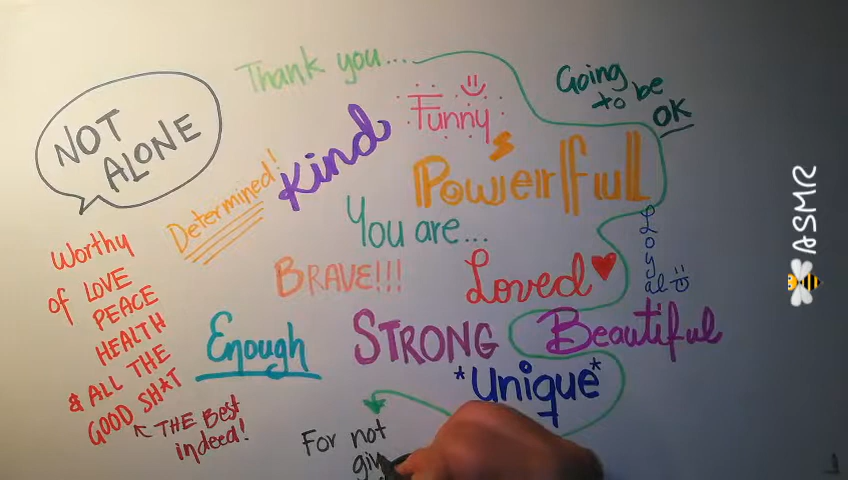 Thank you...
Going
to be
OK
Funny
NOT
ALONE
Kind
Determined!
Powerful
You are...
Loyal
Worthy
of LOVE
PEACE
HEALTH
& ALL THE
GOOD SH*T
THE BEST
indeed!
BRAVE!!!
Loved
Enough
STRONG
Beautiful
*Unique*
For not
giv
ASMR